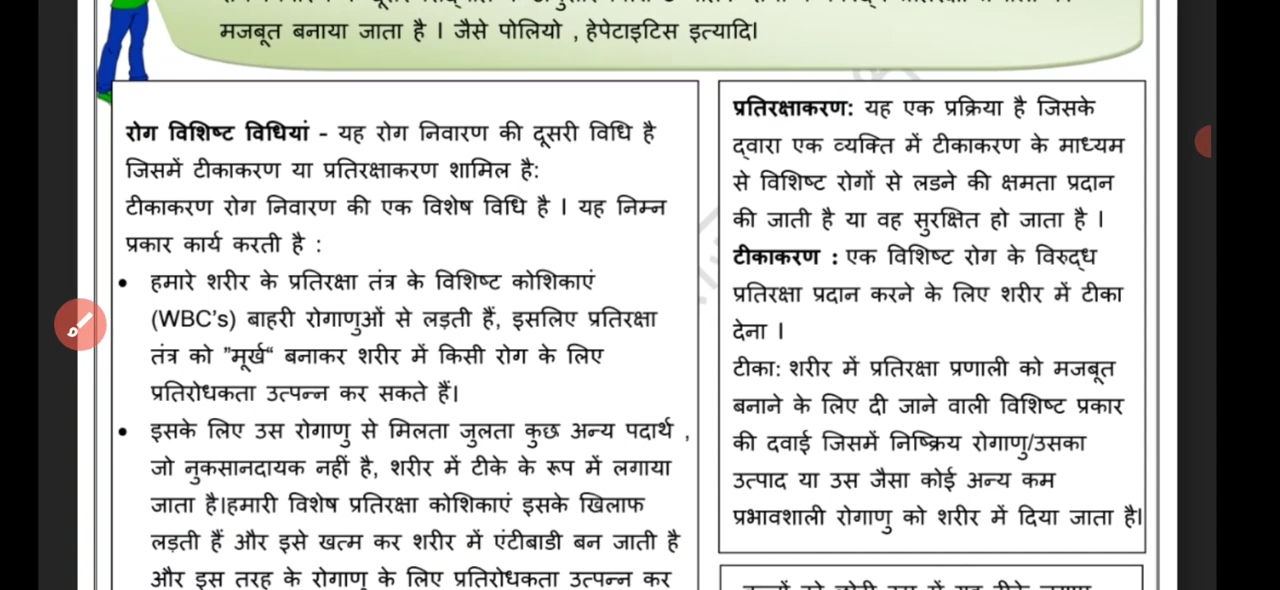 मजबूत बनाया जाता है । जैसे पोलियो , हेपेटाइटिस इत्यादि।
रोग विशिष्ट विधियां - यह रोग निवारण की दूसरी विधि है
जिसमें टीकाकरण या प्रतिरक्षाकरण शामिल है:
टीकाकरण रोग निवारण की एक विशेष विधि है । यह निम्न
प्रकार कार्य करती है :
• हमारे शरीर के प्रतिरक्षा तंत्र के विशिष्ट कोशिकाएं
(WBC's) बाहरी रोगाणुओं से लड़ती हैं, इसलिए प्रतिरक्षा
तंत्र को ”मूर्ख“ बनाकर शरीर में किसी रोग के लिए
प्रतिरोधकता उत्पन्न कर सकते हैं।
• इसके लिए उस रोगाणु से मिलता जुलता कुछ अन्य पदार्थ ,
जो नुकसानदायक नहीं है, शरीर में टीके के रूप में लगाया
जाता है।हमारी विशेष प्रतिरक्षा कोशिकाएं इसके खिलाफ
लड़ती हैं और इसे खत्म कर शरीर में एंटीबाडी बन जाती है
और इस तरह के रोगाणु के लिए प्रतिरोधकता उत्पन्न कर
प्रतिरक्षाकरण: यह एक प्रक्रिया है जिसके
द्वारा एक व्यक्ति में टीकाकरण के माध्यम
से विशिष्ट रोगों से लडने की क्षमता प्रदान
की जाती है या वह सुरक्षित हो जाता है ।
टीकाकरण : एक विशिष्ट रोग के विरुद्ध
प्रतिरक्षा प्रदान करने के लिए शरीर में टीका
देना ।
टीका: शरीर में प्रतिरक्षा प्रणाली को मजबूत
बनाने के लिए दी जाने वाली विशिष्ट प्रकार
की दवाई जिसमें निष्क्रिय रोगाणु/उसका
उत्पाद या उस जैसा कोई अन्य कम
प्रभावशाली रोगाणु को शरीर में दिया जाता है।